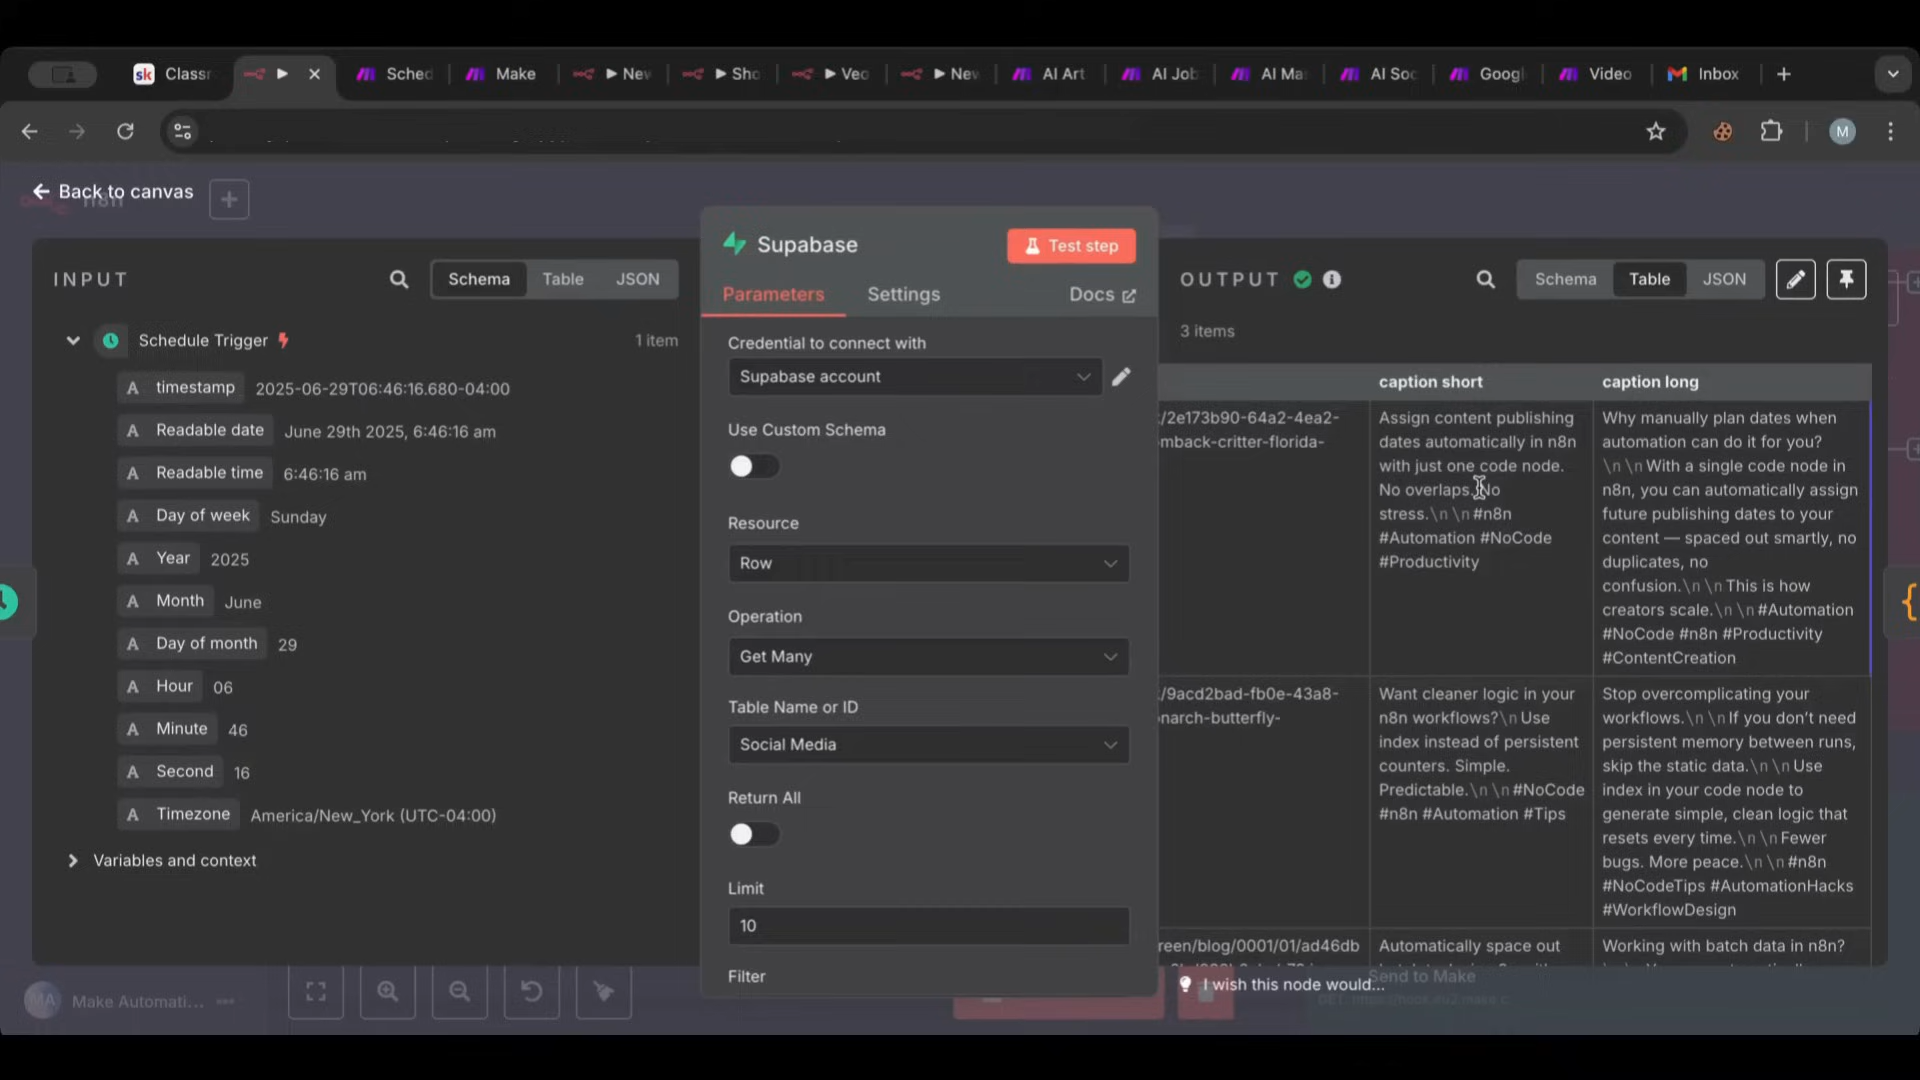 Classr
Sched
Make
Nev
Sho
Veo
Nev
AI Art
AI Job
AI Ma
AI Soc
Googl
Video
Inbox
M
Back to canvas
n8n
INPUT
Schema
Table
JSON
Schedule Trigger
1 item
A timestamp 2025-06-29T06:46:16.680-04:00
A Readable date June 29th 2025, 6:46:16 am
A Readable time 6:46:16 am
A Day of week Sunday
A Year 2025
A Month June
A Day of month 29
A Hour 06
A Minute 46
A Second 16
A Timezone America/New_York (UTC-04:00)
Variables and context
MA Make Automati...
Supabase
Test step
Parameters
Settings
Docs
Credential to connect with
Supabase account
Use Custom Schema
Resource
Row
Operation
Get Many
Table Name or ID
Social Media
Return All
Limit
10
Filter
OUTPUT
Schema
Table
JSON
3 items
caption short
caption long
/2e173b90-64a2-4ea2-
mback-critter-florida-
Assign content publishing
dates automatically in n8n
with just one code node.
No overlaps. No
stress.\n \n #n8n
#Automation #NoCode
#Productivity
Why manually plan dates when
automation can do it for you?
\n \n With a single code node in
n8n, you can automatically assign
future publishing dates to your
content — spaced out smartly, no
duplicates, no
confusion.\n \n This is how
creators scale.\n \n #Automation
#NoCode #n8n #Productivity
#ContentCreation
/9acd2bad-fb0e-43a8-
narch-butterfly-
Want cleaner logic in your
n8n workflows?\n Use
index instead of persistent
counters. Simple.
Predictable.\n \n #NoCode
#n8n #Automation #Tips
Stop overcomplicating your
workflows.\n \n If you don't need
persistent memory between runs,
skip the static data.\n \n Use
index in your code node to
generate simple, clean logic that
resets every time.\n \n Fewer
bugs. More peace.\n \n #n8n
#NoCodeTips #AutomationHacks
#WorkflowDesign
reen/blog/0001/01/ad46db
Automatically space out
Working with batch data in n8n?
Send to Make
I wish this node would...